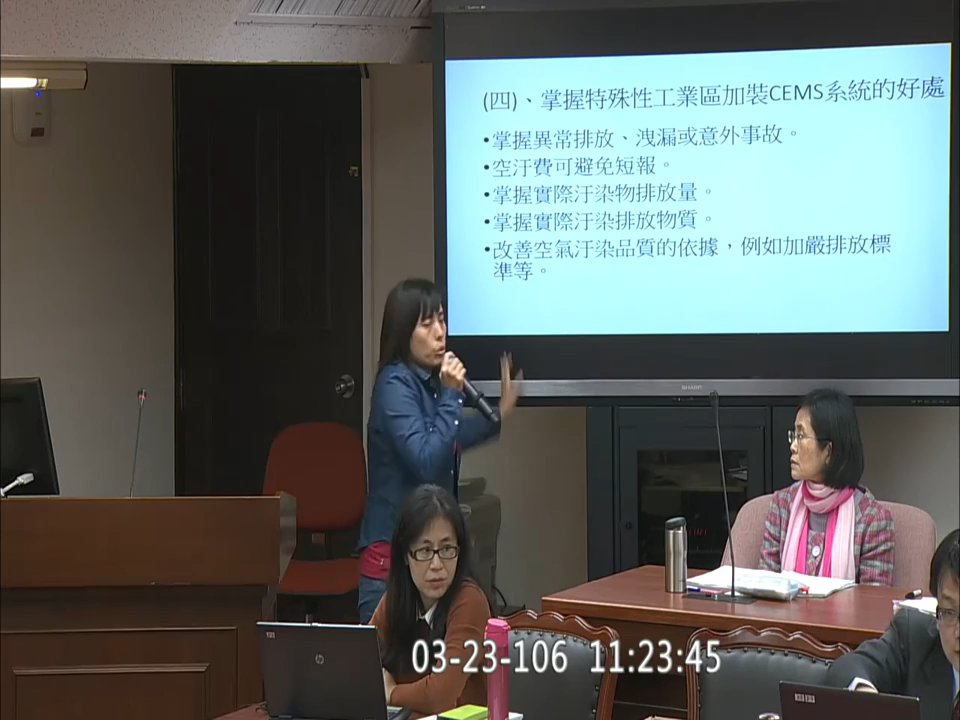 (四)、掌握特殊性工業區加裝CEMS系統的好處
•掌握異常排放、洩漏或意外事故。
•空汙費可避免短報。
•掌握實際汙染物排放量。
•掌握實際汙染排放物質。
•改善空氣汙染品質的依據，例如加嚴排放標
準等。
SHARP
hp
03-23-106 11:23:45